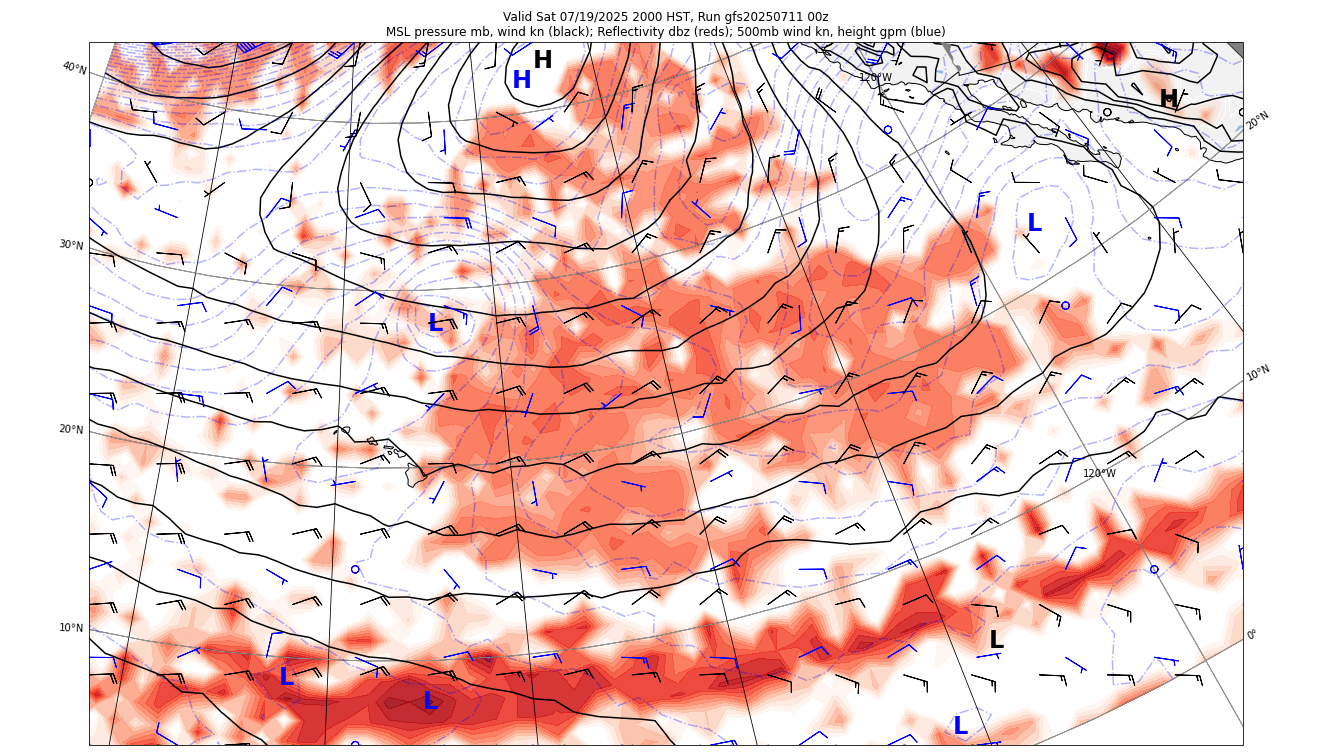 Valid Sat 07/19/2025 2000 HST, Run gfs20250711 00z
MSL pressure mb, wind kn (black); Reflectivity dbz (reds); 500mb wind kn, height gpm (blue)
H
H
40°N
120°W
H
20°N
L
30°N
L
10°N
20°N
120°W
10°N
0°
L
L
L
L